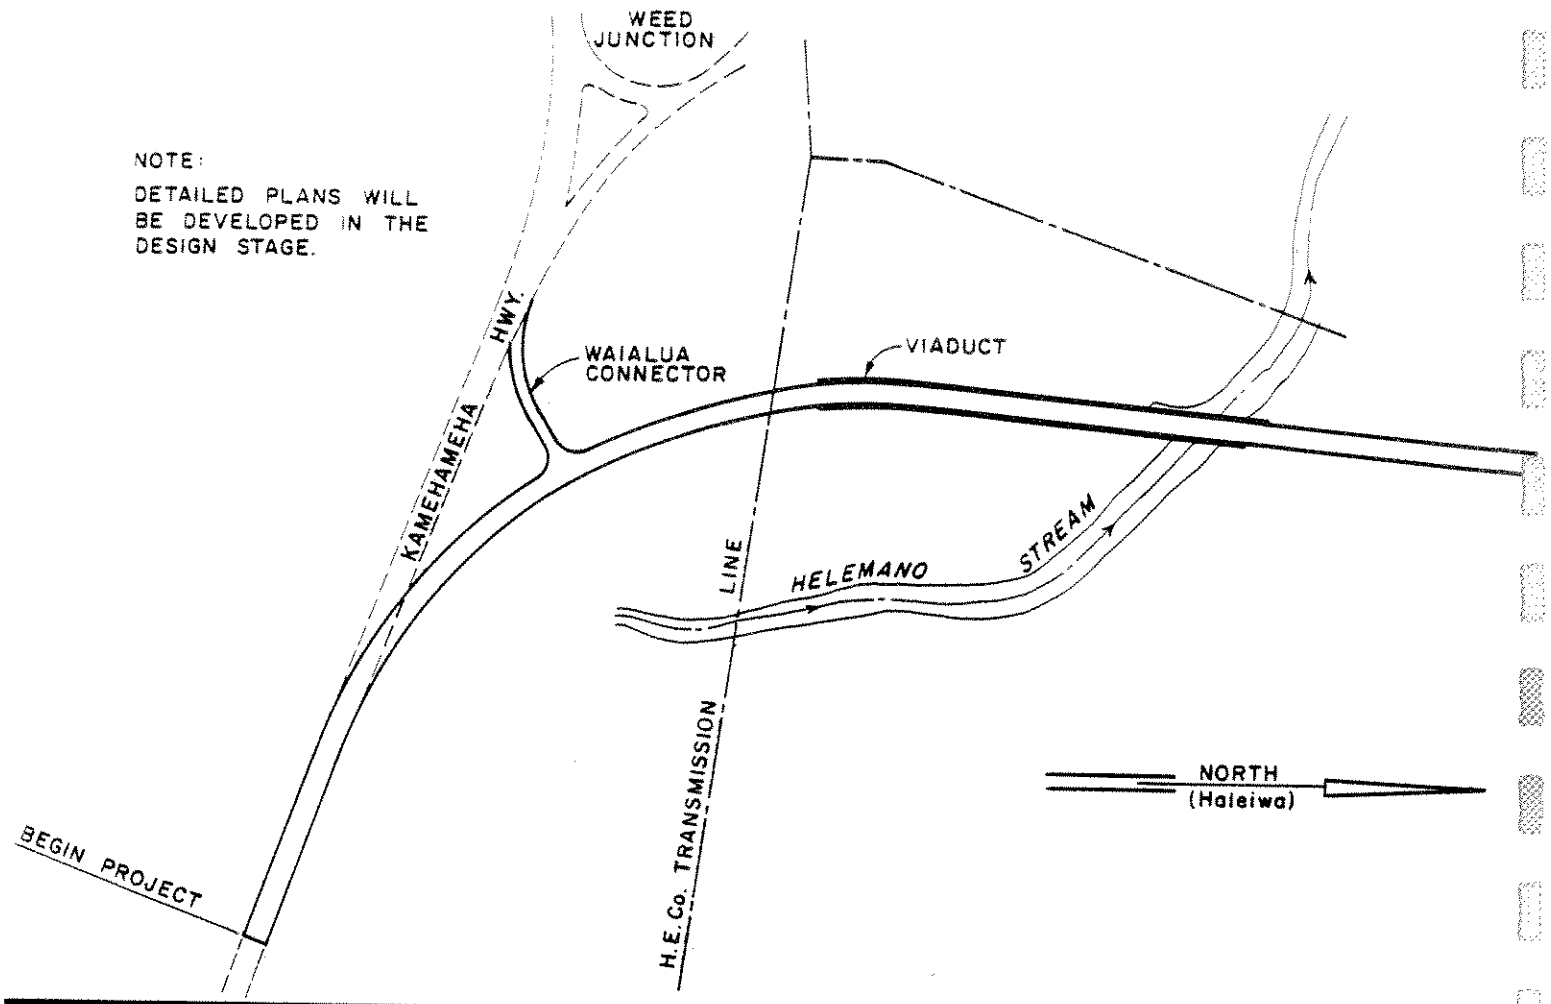 WEED
JUNCTION
NOTE:
DETAILED PLANS WILL
BE DEVELOPED IN THE
DESIGN STAGE.
KAMEHAMEHA HWY.
WAIALUA
CONNECTOR
VIADUCT
HELEMANO STREAM
H.E.Co. TRANSMISSION LINE
NORTH
(Haleiwa)
BEGIN PROJECT